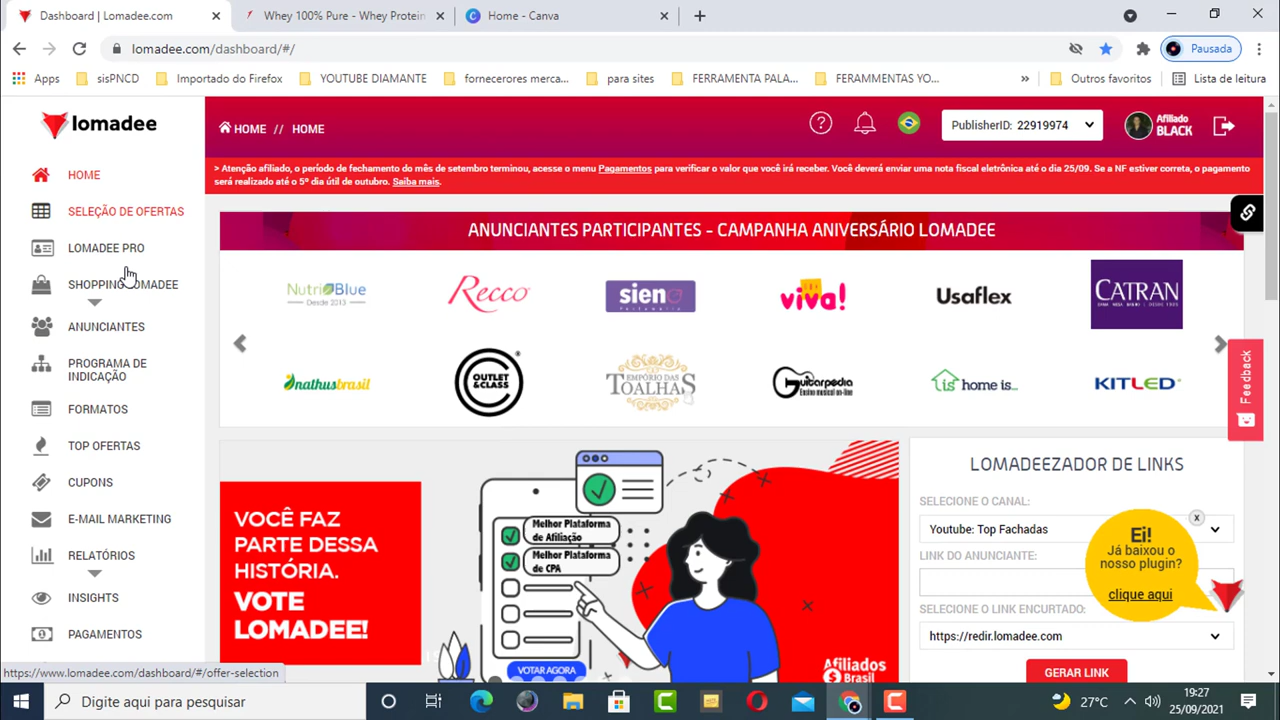 Dashboard | Lomadee.com
Whey 100% Pure - Whey Protein
Home - Canva
lomadee.com/dashboard/#/
Pausada
Apps
sisPNCD
Importado do Firefox
YOUTUBE DIAMANTE
fornecerores merca...
para sites
FERRAMENTA PALA...
FERAMMENTAS YO...
»
Outros favoritos
Lista de leitura
lomadee
HOME // HOME
PublisherID: 22919974
Afiliado
BLACK
> Atenção afiliado, o período de fechamento do mês de setembro terminou, acesse o menu Pagamentos para verificar o valor que você irá receber. Você deverá enviar uma nota fiscal eletrônica até o dia 25/09. Se a NF estiver correta, o pagamento
será realizado até o 5º dia útil de outubro. Saiba mais.
HOME
SELEÇÃO DE OFERTAS
LOMADEE PRO
SHOPPING LOMADEE
ANUNCIANTES
PROGRAMA DE
INDICAÇÃO
FORMATOS
TOP OFERTAS
CUPONS
E-MAIL MARKETING
RELATÓRIOS
INSIGHTS
PAGAMENTOS
ANUNCIANTES PARTICIPANTES - CAMPANHA ANIVERSÁRIO LOMADEE
NutriBlue
Desde 2013
Recco
sieno
Perfumaria
viva!
Usaflex
CATRAN
nathusbrasil
OUTLET
&CLASS
EMPÓRIO DAS
TOALHAS
Guitarpedia
Ensino musical on-line
home is...
KITLED
Feedback
VOCÊ FAZ
PARTE DESSA
HISTÓRIA.
VOTE
LOMADEE!
Melhor Plataforma
de Afiliação
Melhor Plataforma
de CPA
VOTAR AGORA
Afiliados
BRASIL
LOMADEEZADOR DE LINKS
SELECIONE O CANAL:
Youtube: Top Fachadas
LINK DO ANUNCIANTE:
SELECIONE O LINK ENCURTADO:
https://redir.lomadee.com
GERAR LINK
x
Ei!
Já baixou o
nosso plugin?
clique aqui
https://www.lomadee.com/dashboard/#/offer-selection
Digite aqui para pesquisar
27°C
19:27
25/09/2021